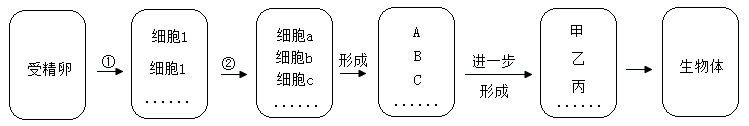 受精卵
①
细胞1
细胞1
......
②
细胞a
细胞b
细胞c
......
形成
A
B
C
......
进一步
形成
甲
乙
丙
......
生物体